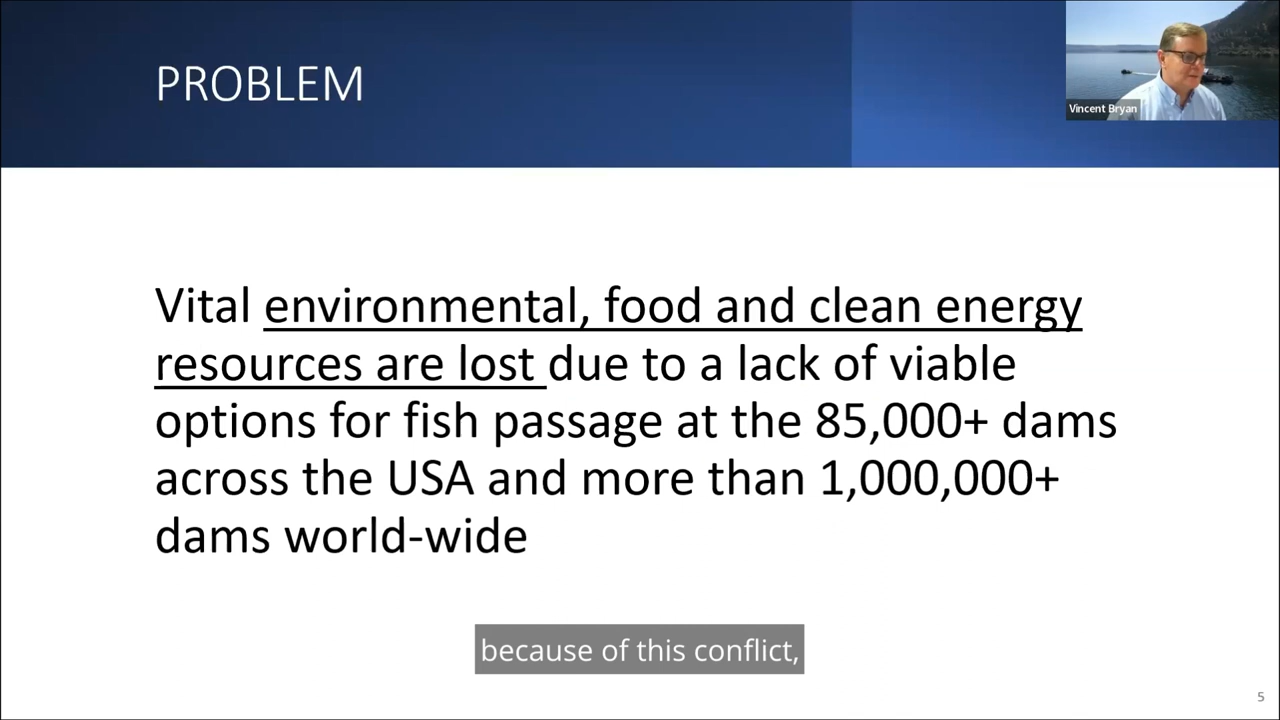 PROBLEM
Vincent Bryan
Vital environmental, food and clean energy
resources are lost due to a lack of viable
options for fish passage at the 85,000+ dams
across the USA and more than 1,000,000+
dams world-wide
because of this conflict,
5